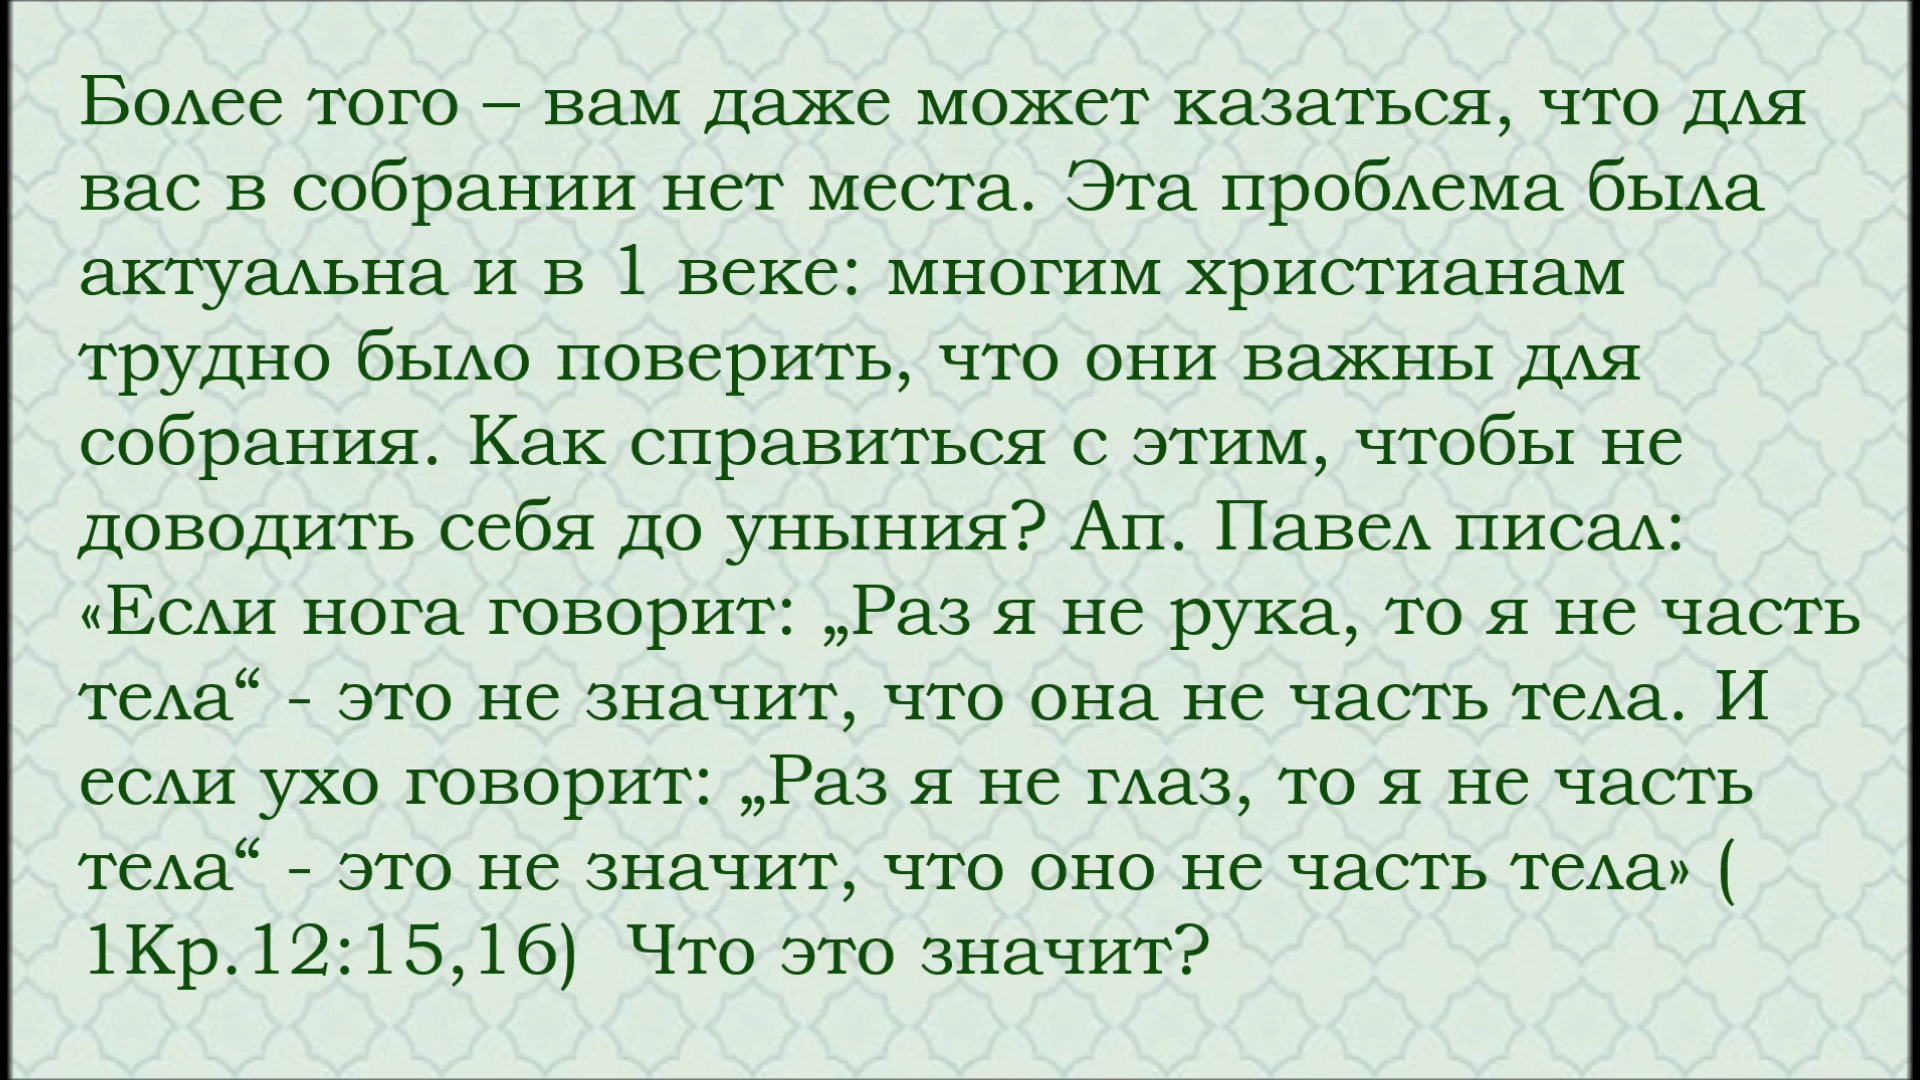 Более того – вам даже может казаться, что для
вас в собрании нет места. Эта проблема была
актуальна и в 1 веке: многим христианам
трудно было поверить, что они важны для
собрания. Как справиться с этим, чтобы не
доводить себя до уныния? Ап. Павел писал:
«Если нога говорит: „Раз я не рука, то я не часть
тела“ - это не значит, что она не часть тела. И
если ухо говорит: „Раз я не глаз, то я не часть
тела“ - это не значит, что оно не часть тела» (
1Кр.12:15,16)  Что это значит?